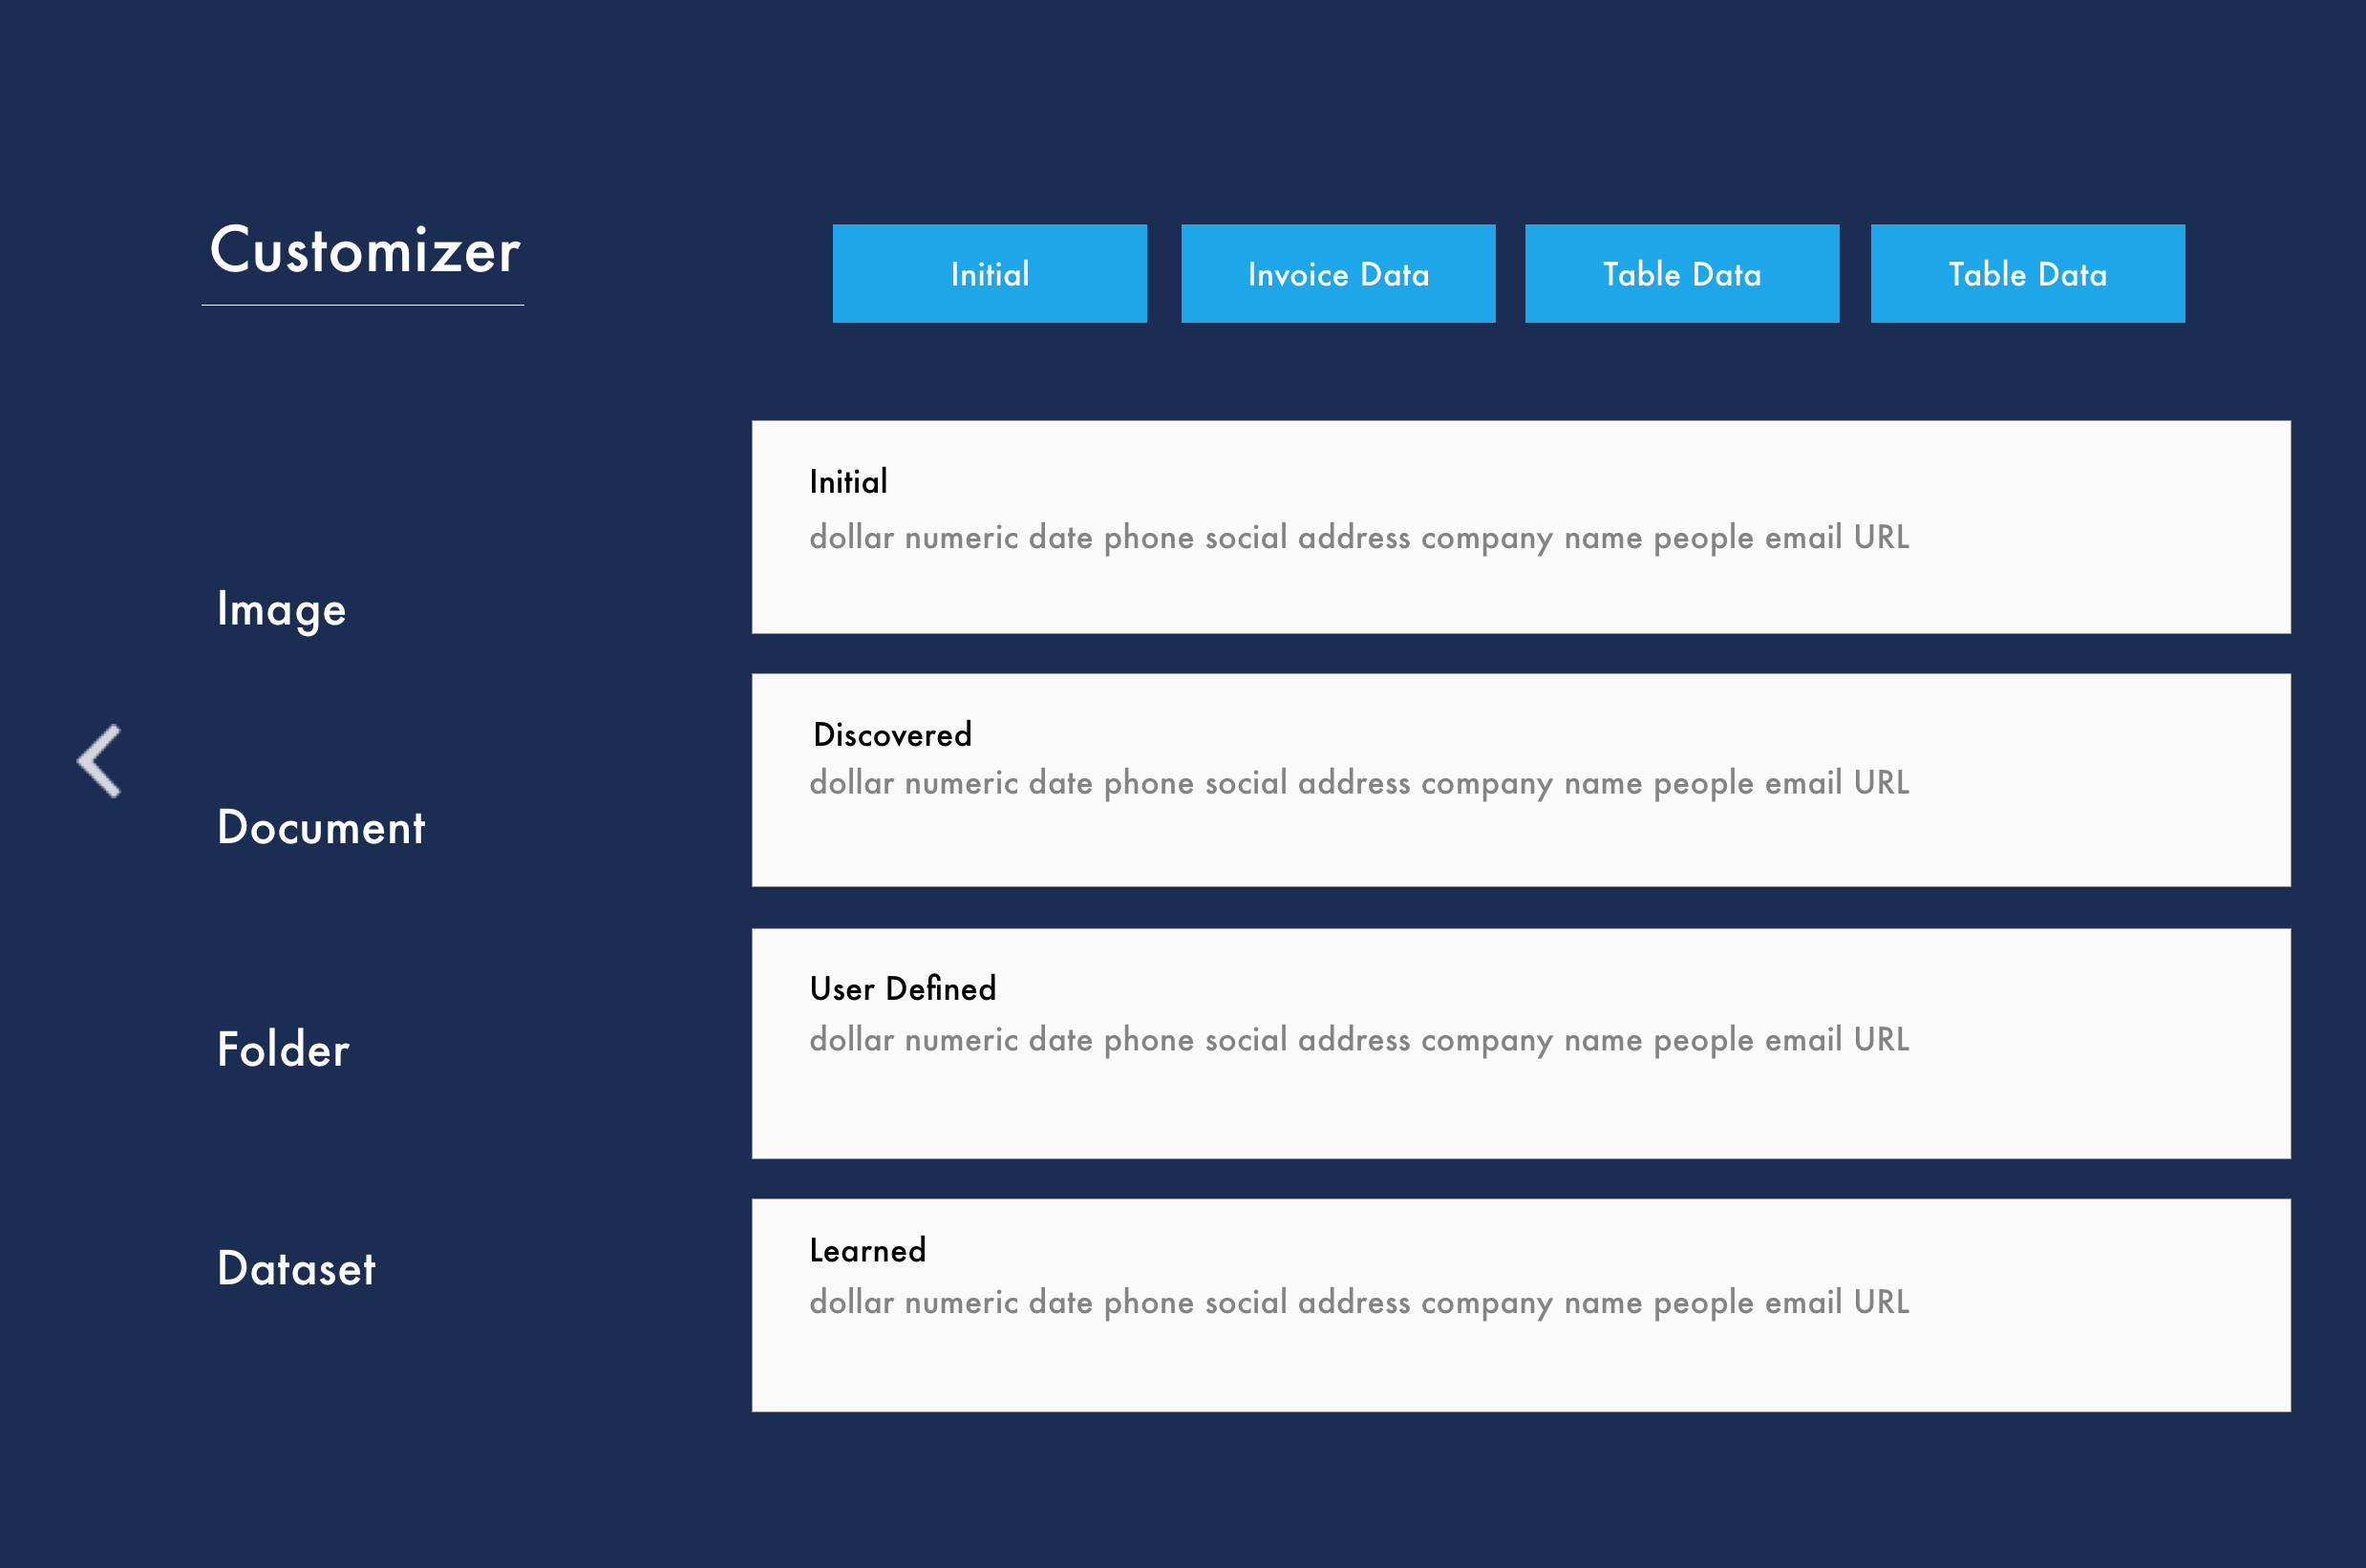 Customizer
Initial
Invoice Data
Table Data
Table Data
Image
Document
Folder
Dataset
Initial
dollar numeric date phone social address company name people email URL
Discovered
dollar numeric date phone social address company name people email URL
User Defined
dollar numeric date phone social address company name people email URL
Learned
dollar numeric date phone social address company name people email URL